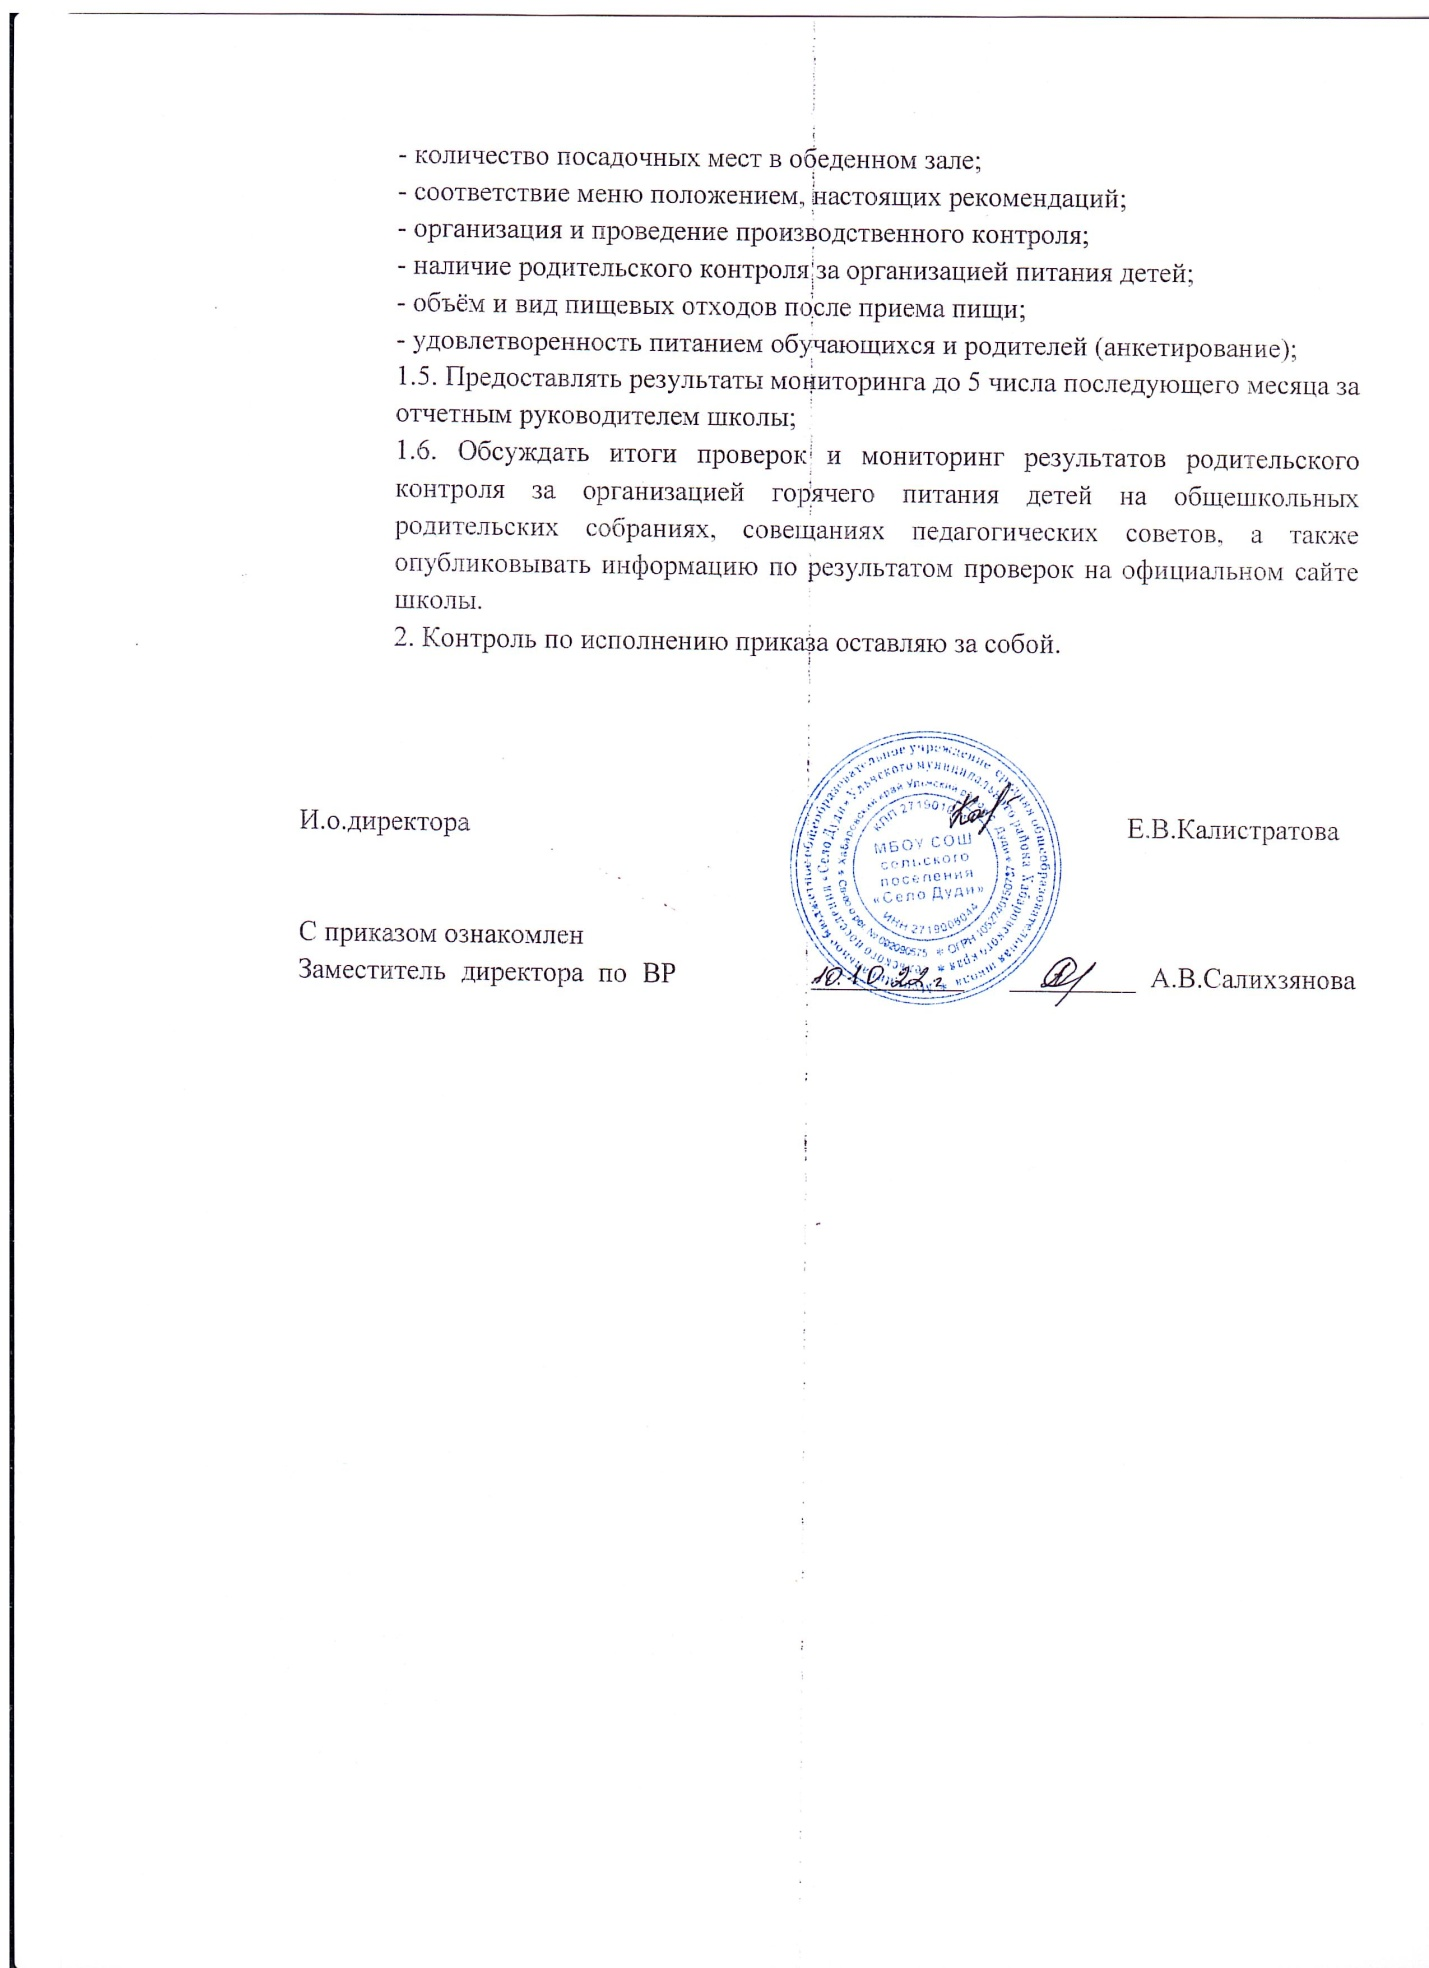 - количество посадочных мест в обеденном зале;
- соответствие меню положением, настоящих рекомендаций;
- организация и проведение производственного контроля;
- наличие родительского контроля за организацией питания детей;
- объём и вид пищевых отходов после приема пищи;
- удовлетворенность питанием обучающихся и родителей (анкетирование);
1.5. Предоставлять результаты мониторинга до 5 числа последующего месяца за
отчетным руководителем школы;
1.6. Обсуждать итоги проверок и мониторинг результатов родительского
контроля за организацией горячего питания детей на общешкольных
родительских собраниях, совещаниях педагогических советов, а также
опубликовывать информацию по результатом проверок на официальном сайте
школы.
2. Контроль по исполнению приказа оставляю за собой.
И.о.директора
Е.В.Калистратова
МБОУ СОШ
сельского
поселения
«Село Дуди»
С приказом ознакомлен
Заместитель директора по ВР 10.10.22 г А.В.Салихзянова